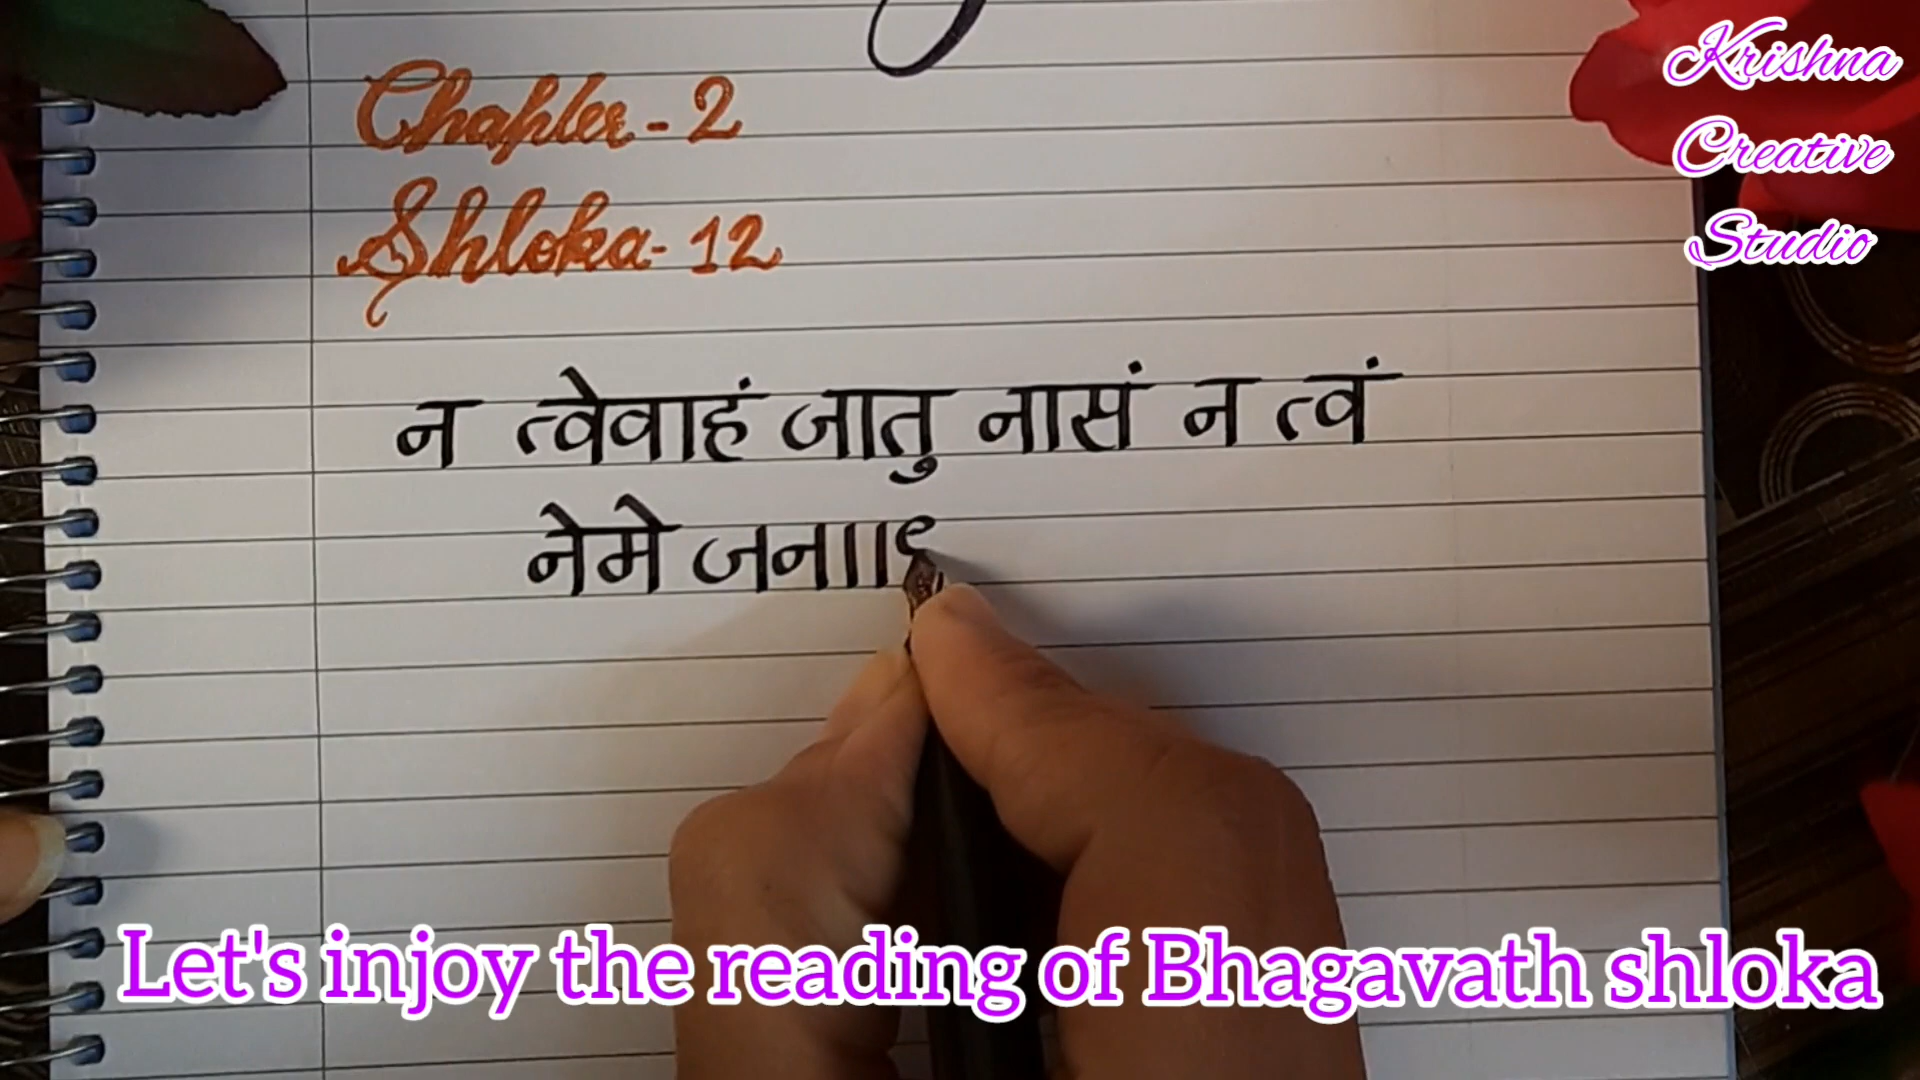 Chapter - 2
Shloka - 12
न त्वेवाहं जातु नासं न त्वं
नेमे जना
Krishna
Creative
Studio
Let's injoy the reading of Bhagavath shloka